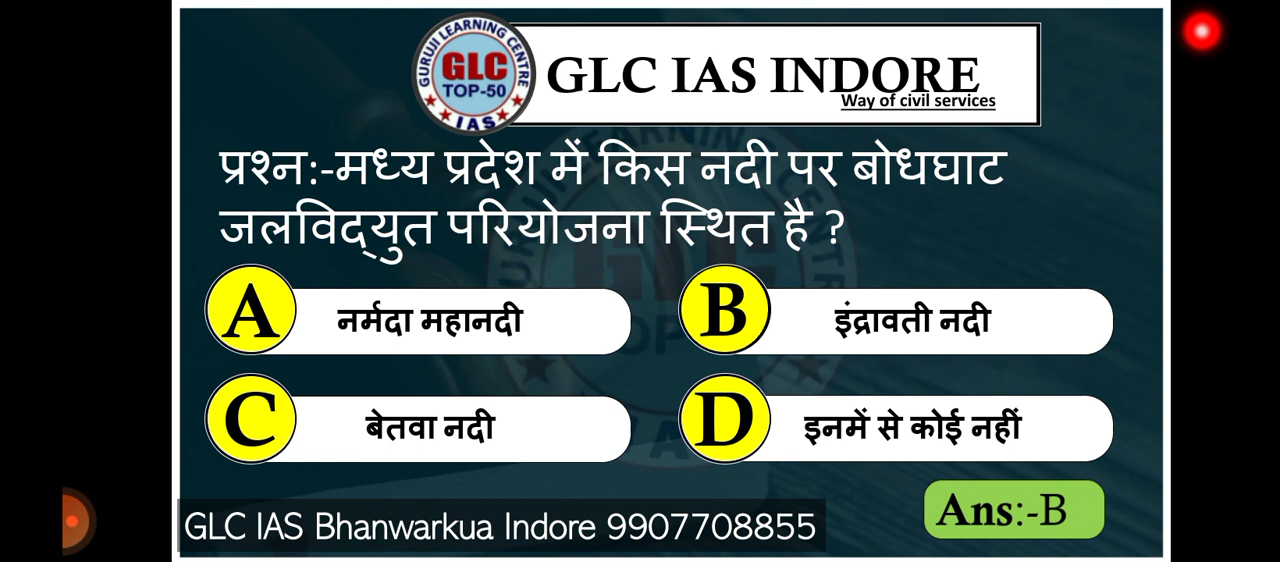 GURUJI LEARNING CENTRE
GLC
TOP-50
IAS
GLC IAS INDORE
Way of civil services
प्रश्न:-मध्य प्रदेश में किस नदी पर बोधघाट
जलविद्युत परियोजना स्थित है ?
A नर्मदा महानदी
B इंद्रावती नदी
C बेतवा नदी
D इनमें से कोई नहीं
Ans:-B
GLC IAS Bhanwarkua Indore 9907708855